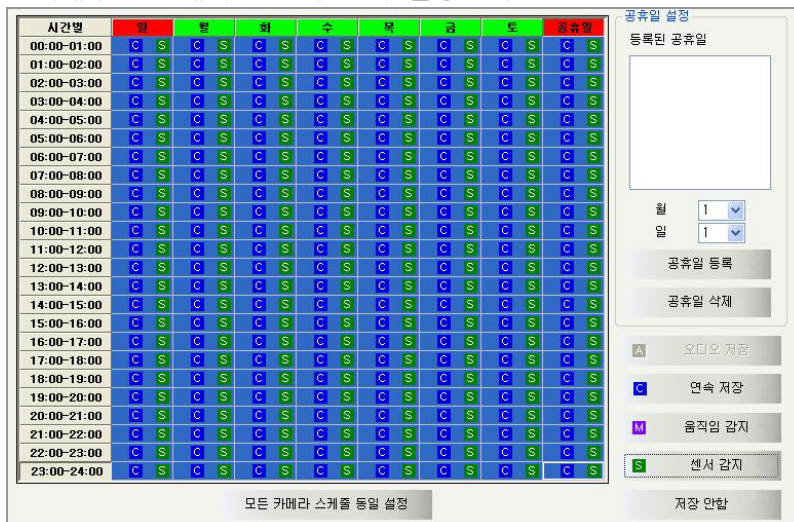 시간별 일 월 화 수 목 금 토 공휴일
00:00-01:00 C S C S C S C S C S C S C S C S
01:00-02:00 C S C S C S C S C S C S C S C S
02:00-03:00 C S C S C S C S C S C S C S C S
03:00-04:00 C S C S C S C S C S C S C S C S
04:00-05:00 C S C S C S C S C S C S C S C S
05:00-06:00 C S C S C S C S C S C S C S C S
06:00-07:00 C S C S C S C S C S C S C S C S
07:00-08:00 C S C S C S C S C S C S C S C S
08:00-09:00 C S C S C S C S C S C S C S C S
09:00-10:00 C S C S C S C S C S C S C S C S
10:00-11:00 C S C S C S C S C S C S C S C S
11:00-12:00 C S C S C S C S C S C S C S C S
12:00-13:00 C S C S C S C S C S C S C S C S
13:00-14:00 C S C S C S C S C S C S C S C S
14:00-15:00 C S C S C S C S C S C S C S C S
15:00-16:00 C S C S C S C S C S C S C S C S
16:00-17:00 C S C S C S C S C S C S C S C S
17:00-18:00 C S C S C S C S C S C S C S C S
18:00-19:00 C S C S C S C S C S C S C S C S
19:00-20:00 C S C S C S C S C S C S C S C S
20:00-21:00 C S C S C S C S C S C S C S C S
21:00-22:00 C S C S C S C S C S C S C S C S
22:00-23:00 C S C S C S C S C S C S C S C S
23:00-24:00 C S C S C S C S C S C S C S C S
모든 카메라 스케줄 동일 설정
공휴일 설정
등록된 공휴일
월 1
일 1
공휴일 등록
공휴일 삭제
A 오디오 저장
C 연속 저장
M 움직임 감지
S 센서 감지
저장 안함